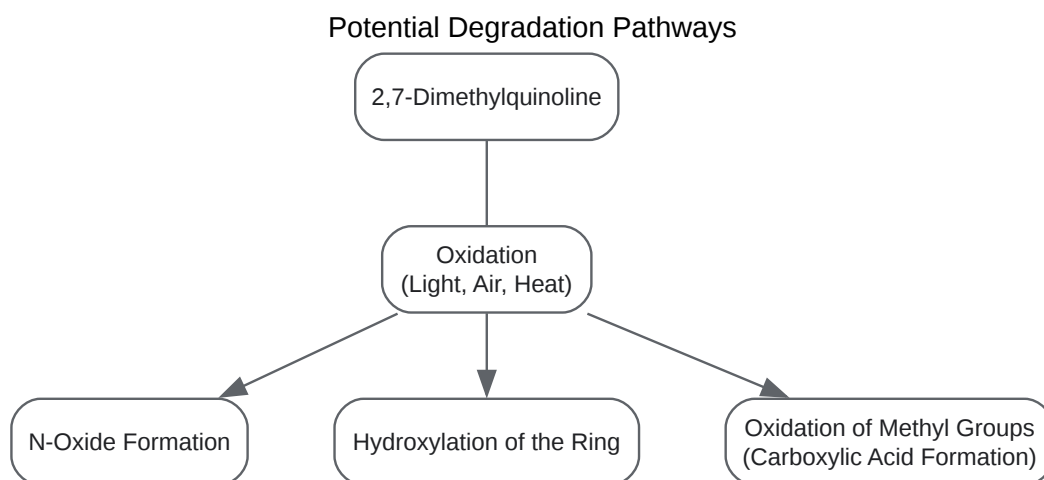 Potential Degradation Pathways
2,7-Dimethylquinoline
Oxidation
(Light, Air, Heat)
N-Oxide Formation
Hydroxylation of the Ring
Oxidation of Methyl Groups
(Carboxylic Acid Formation)